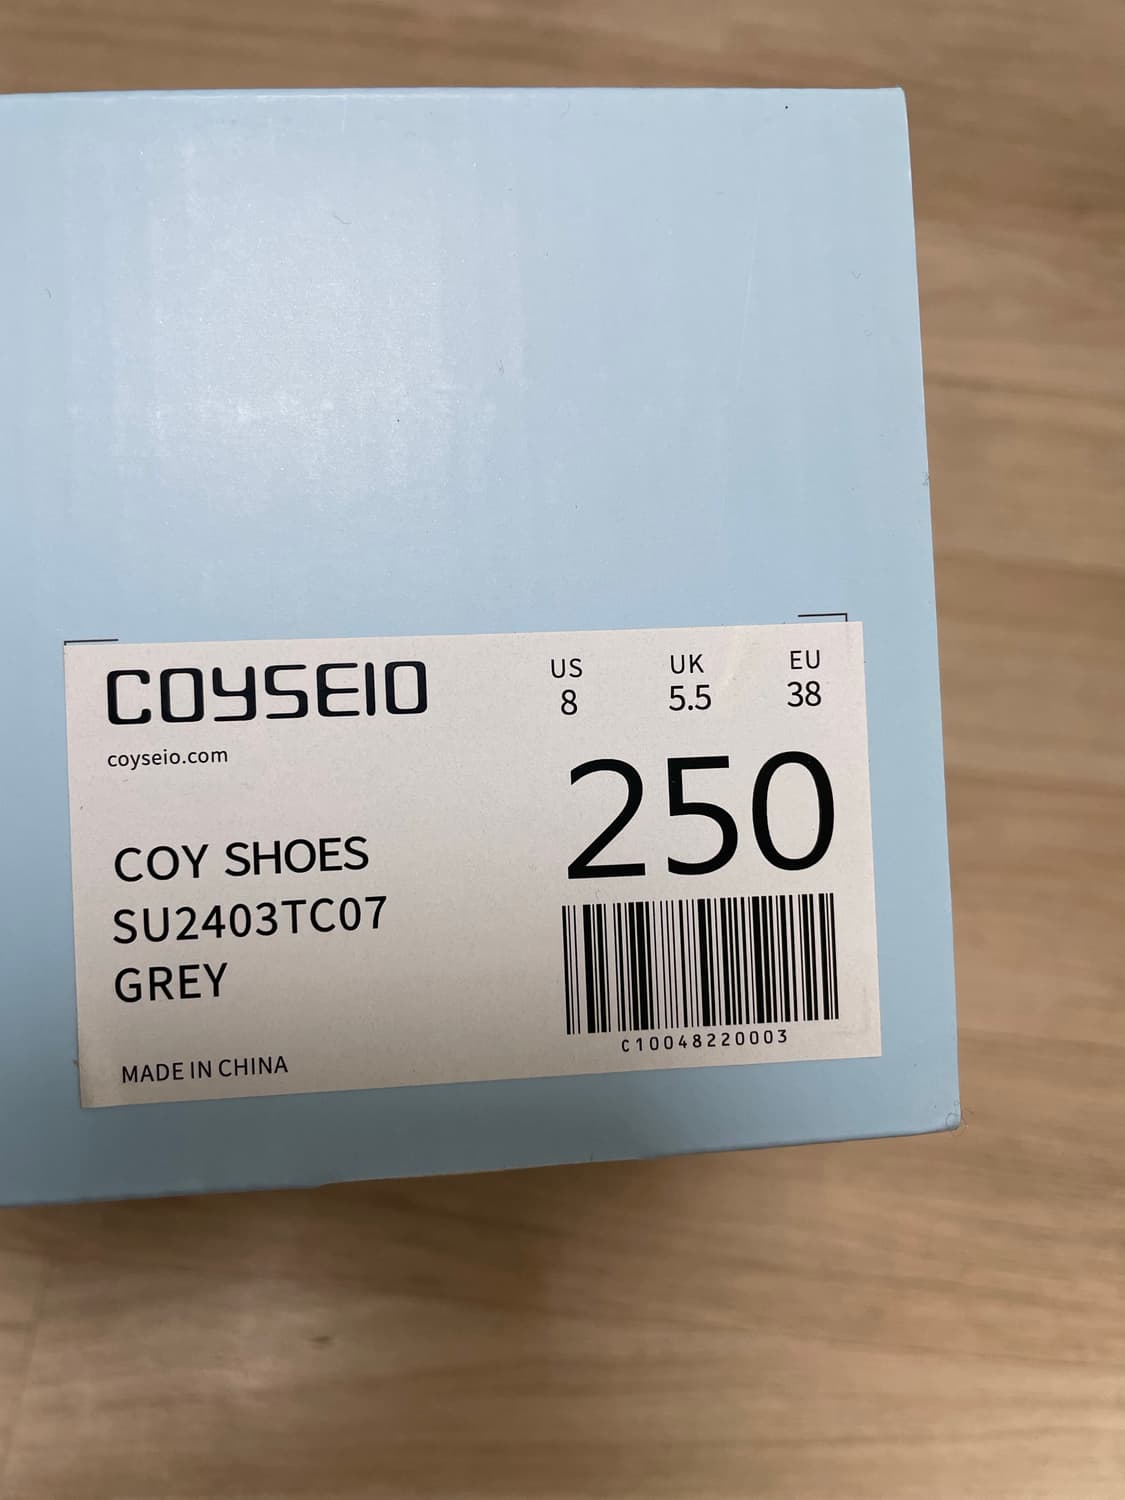 COYSEIO
coyseio.com
US UK EU
8 5.5 38
250
COY SHOES
SU2403TC07
GREY
C10048220003
MADE IN CHINA